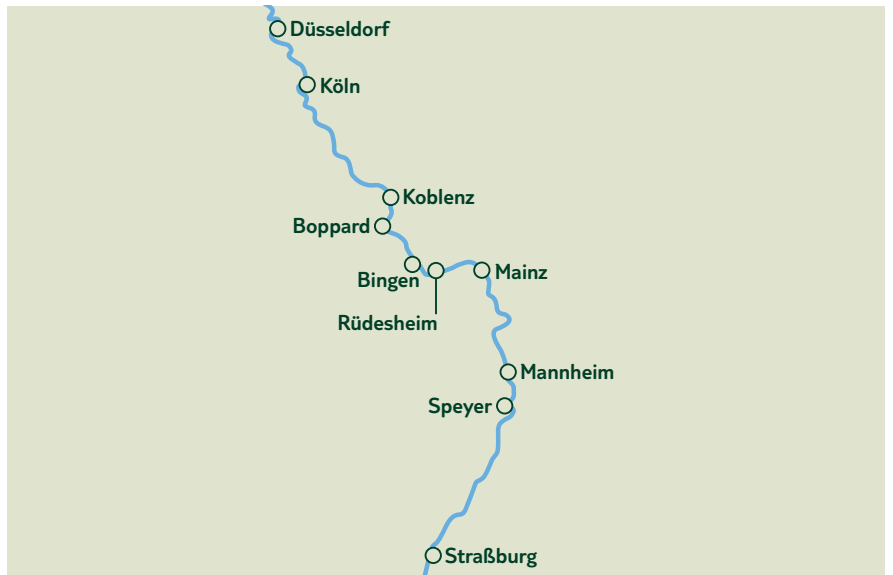 Düsseldorf
Köln
Koblenz
Boppard
Bingen
Mainz
Rüdesheim
Mannheim
Speyer
Straßburg